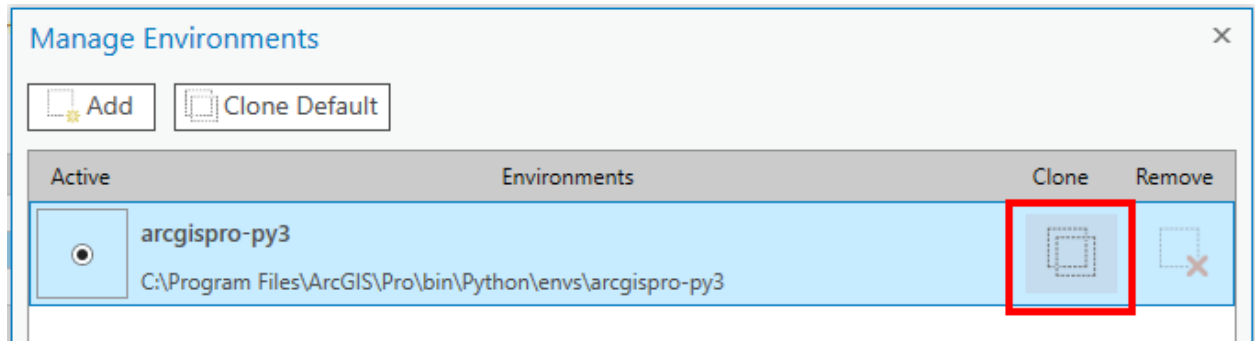 Manage Environments
Add
Clone Default
Active Environments Clone Remove
arcgispro-py3
C:\Program Files\ArcGIS\Pro\bin\Python\envs\arcgispro-py3